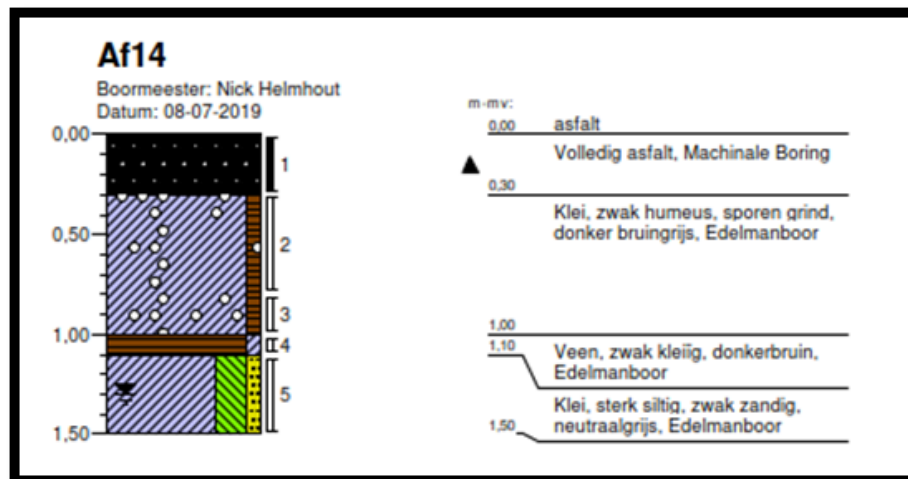 Af14
Boormeester: Nick Helmhout
Datum: 08-07-2019
0,00
0,50
1,00
1,50
1
2
3
4
5
m-mv:
0,00 asfalt
Volledig asfalt, Machinale Boring
0,30
Klei, zwak humeus, sporen grind,
donker bruingrijs, Edelmanboor
1,00
1,10
Veen, zwak kleiïg, donkerbruin,
Edelmanboor
Klei, sterk siltig, zwak zandig,
neutraalgrijs, Edelmanboor
1,50